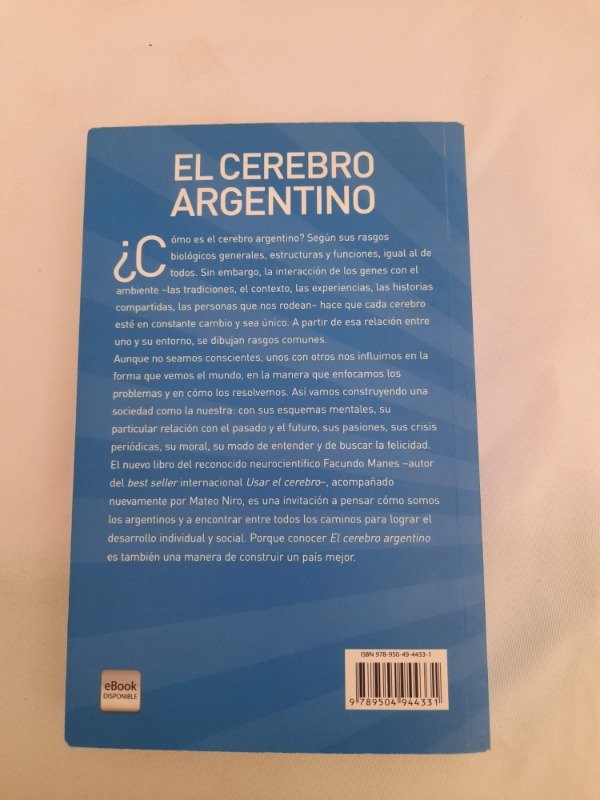 EL CEREBRO
ARGENTINO
¿Cómo es el cerebro argentino? Según sus rasgos
biológicos generales, estructuras y funciones, igual al de
todos. Sin embargo, la interacción de los genes con el
ambiente –las tradiciones, el contexto, las experiencias, las historias
compartidas, las personas que nos rodean– hace que cada cerebro
esté en constante cambio y sea único. A partir de esa relación entre
uno y su entorno, se dibujan rasgos comunes.
Aunque no seamos conscientes, unos con otros nos influimos en la
forma que vemos el mundo, en la manera que enfocamos los
problemas y en cómo los resolvemos. Así vamos construyendo una
sociedad como la nuestra: con sus esquemas mentales, su
particular relación con el pasado y el futuro, sus pasiones, sus crisis
periódicas, su moral, su modo de entender y de buscar la felicidad.
El nuevo libro del reconocido neurocientífico Facundo Manes –autor
del best seller internacional Usar el cerebro–, acompañado
nuevamente por Mateo Niro, es una invitación a pensar cómo somos
los argentinos y a encontrar entre todos los caminos para lograr el
desarrollo individual y social. Porque conocer El cerebro argentino
es también una manera de construir un país mejor.
ISBN 978-950-49-4433-1
9 789504 944331
eBook
DISPONIBLE